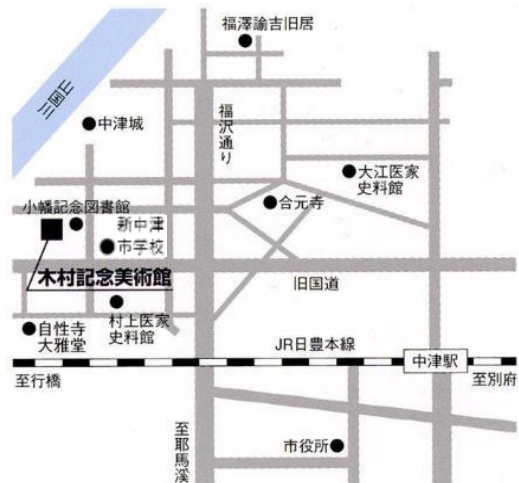 福澤諭吉旧居
山国川
中津城
福沢通り
大江医家
史料館
小幡記念図書館
合元寺
新中津
市学校
木村記念美術館
旧国道
自性寺
大雅堂
村上医家
史料館
JR日豊本線
中津駅
至行橋
至別府
至耶馬溪
市役所